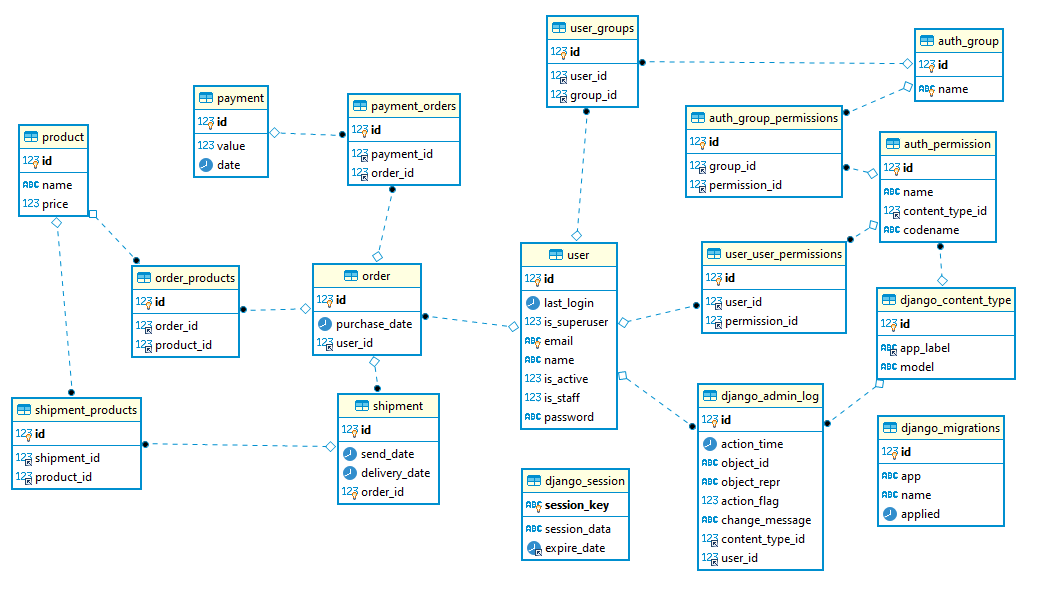 user_groups
123 id
123 user_id
123 group_id
auth_group
123 id
ABC name
payment
123 id
123 value
date
payment_orders
123 id
123 payment_id
123 order_id
auth_group_permissions
123 id
123 group_id
123 permission_id
product
123 id
ABC name
123 price
auth_permission
123 id
ABC name
123 content_type_id
ABC codename
order_products
123 id
123 order_id
123 product_id
order
123 id
purchase_date
123 user_id
user
123 id
last_login
123 is_superuser
ABC email
ABC name
123 is_active
123 is_staff
ABC password
user_user_permissions
123 id
123 user_id
123 permission_id
django_content_type
123 id
ABC app_label
ABC model
shipment_products
123 id
123 shipment_id
123 product_id
shipment
123 id
send_date
delivery_date
123 order_id
django_admin_log
123 id
action_time
ABC object_id
ABC object_repr
123 action_flag
ABC change_message
123 content_type_id
123 user_id
django_migrations
123 id
ABC app
ABC name
applied
django_session
ABC session_key
ABC session_data
expire_date